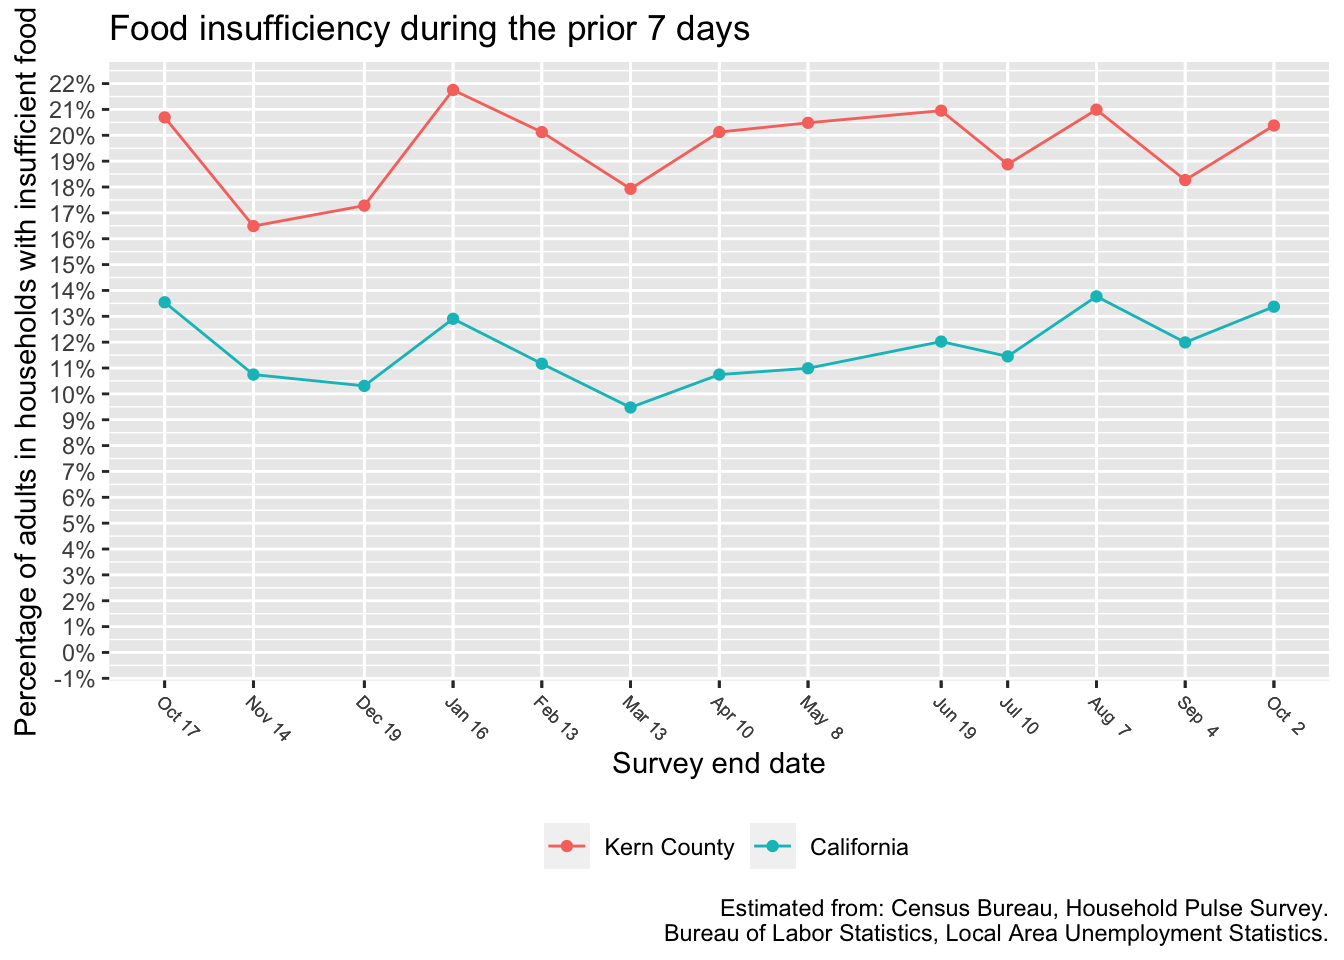 Food insufficiency during the prior 7 days
Percentage of adults in households with insufficient food
22%
21%
20%
19%
18%
17%
16%
15%
14%
13%
12%
11%
10%
9%
8%
7%
6%
5%
4%
3%
2%
1%
0%
-1%
Oct 17
Nov 14
Dec 19
Jan 16
Feb 13
Mar 13
Apr 10
May 8
Jun 19
Jul 10
Aug 7
Sep 4
Oct 2
Survey end date
Kern County
California
Estimated from: Census Bureau, Household Pulse Survey.
Bureau of Labor Statistics, Local Area Unemployment Statistics.